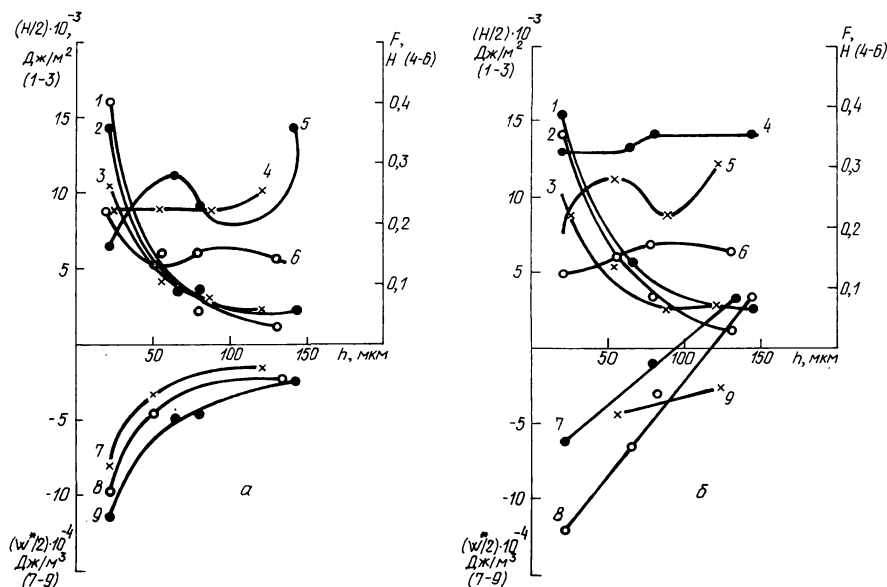 (H/2)·10⁻³,
Дж/м²
(1-3)
F,
H (4-6)
15
10
5
-5
-10
0,4
0,3
0,2
0,1
50
100
150
h, мкм
1
2
3
4
5
6
7
8
9
а
(W*/2)·10⁻⁴
Дж/м³
(7-9)
(H/2)·10⁻³
Дж/м²
(1-3)
F,
H (4-6)
15
10
5
-5
-10
0,4
0,3
0,2
0,1
50
100
150
h, мкм
1
2
3
4
5
6
7
8
9
б
(W*/2)·10⁻⁴
Дж/м³
(7-9)